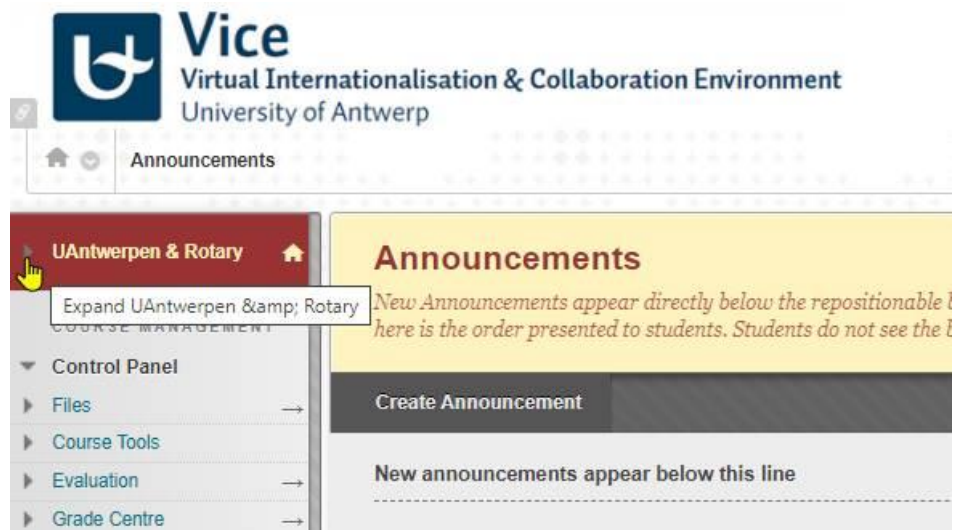 Vice
Virtual Internationalisation & Collaboration Environment
University of Antwerp
Announcements
UAntwerpen & Rotary
Expand UAntwerpen &amp; Rotary
COURSE MANAGEMENT
Control Panel
Files
Course Tools
Evaluation
Grade Centre
Announcements
New Announcements appear directly below the repositionable
here is the order presented to students. Students do not see the
Create Announcement
New announcements appear below this line